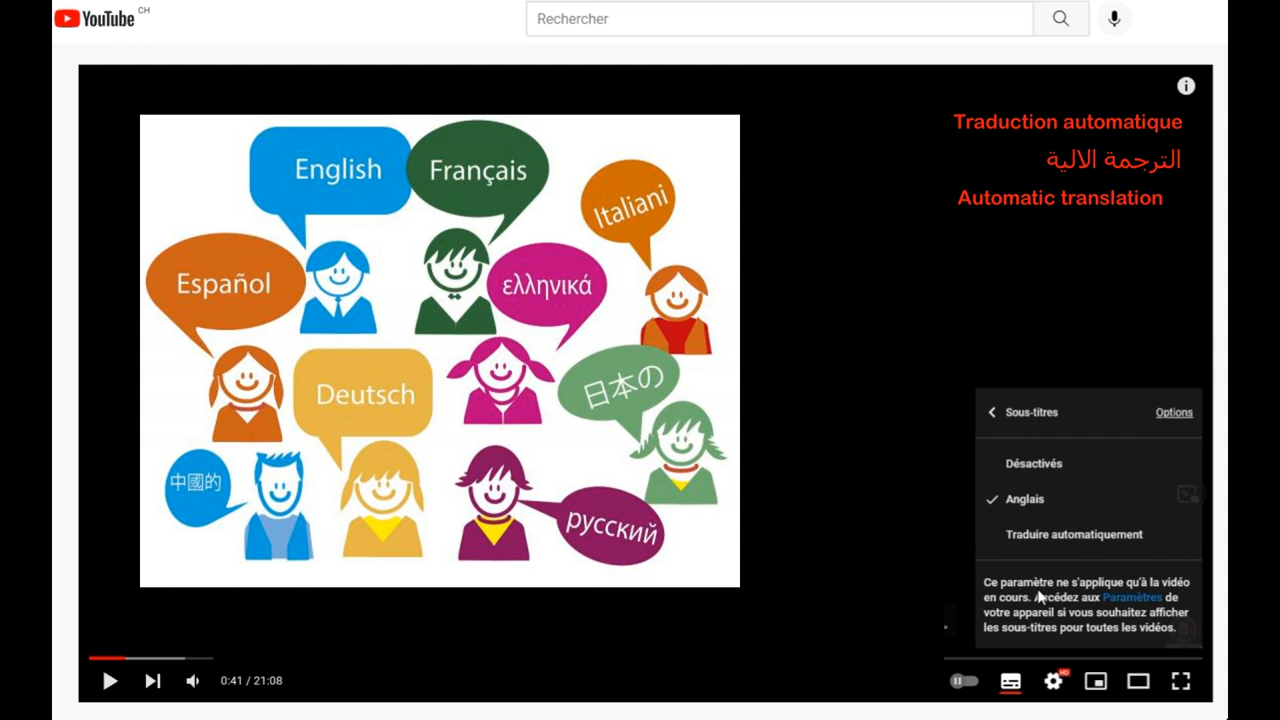 YouTube CH
Rechercher
Traduction automatique
الترجمة الالية
Automatic translation
English
Français
Italiani
Español
ελληνικά
Deutsch
日本の
中國的
русский
Sous-titres
Options
Désactivés
Anglais
Traduire automatiquement
Ce paramètre ne s'applique qu'à la vidéo
en cours. Accédez aux Paramètres de
votre appareil si vous souhaitez afficher
les sous-titres pour toutes les vidéos.
0:41 / 21:08
HD